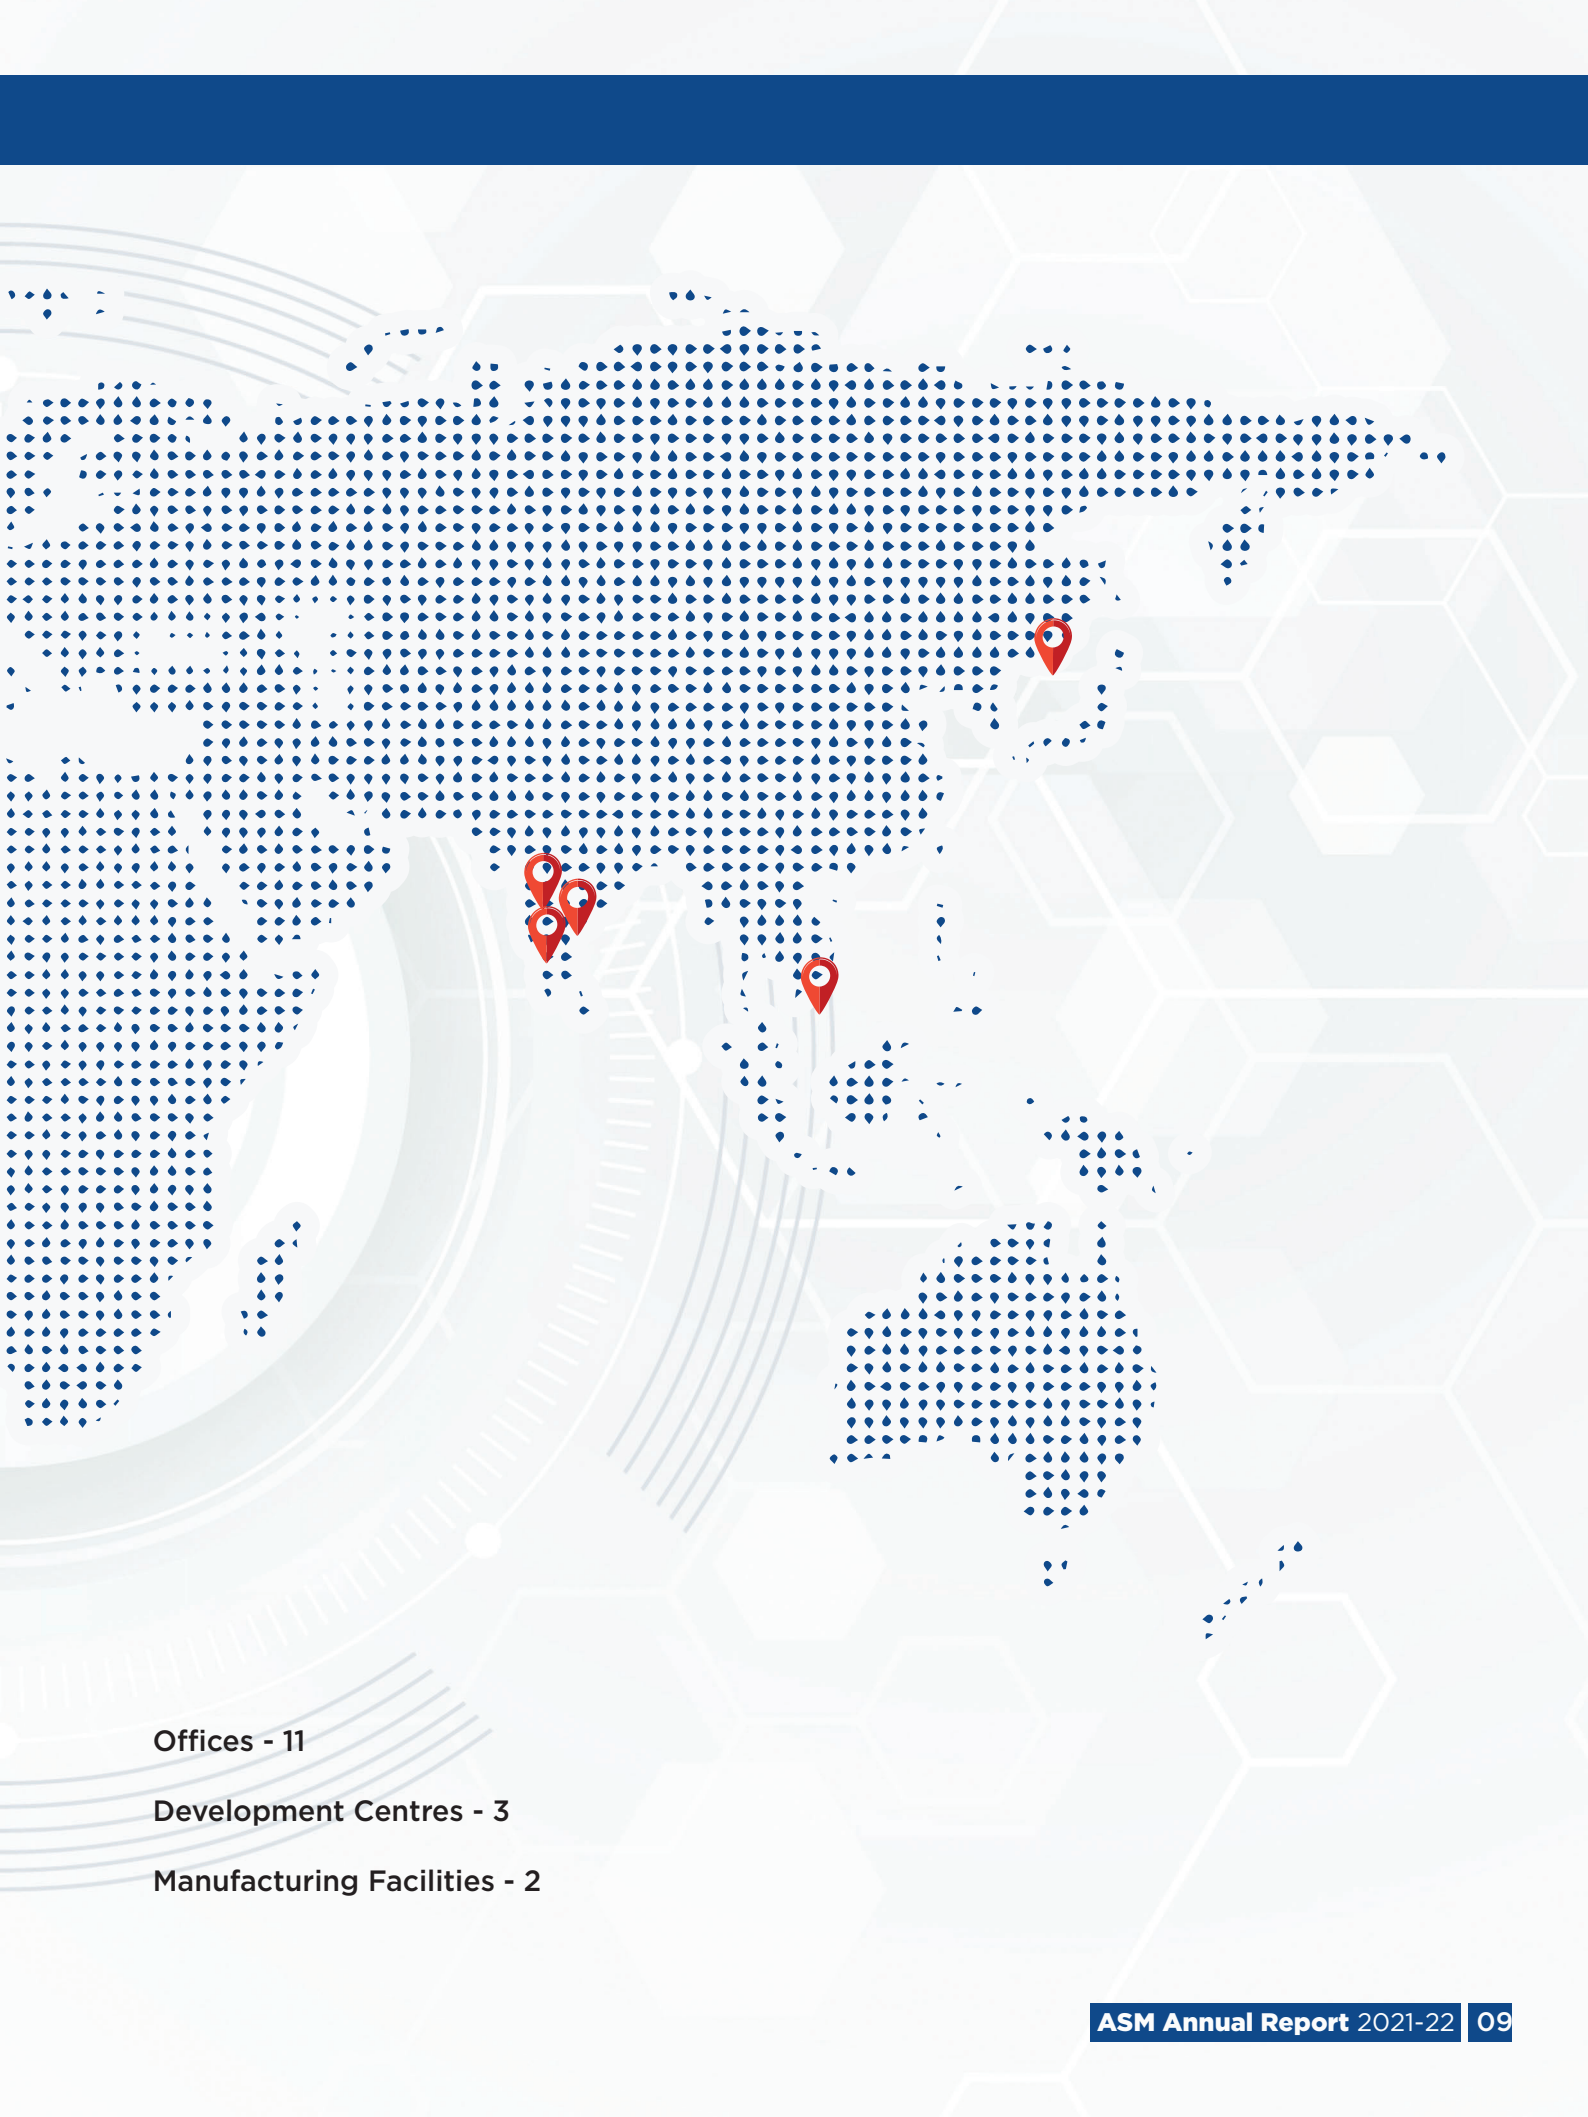 Offices - 11
Development Centres - 3
Manufacturing Facilities - 2
ASM Annual Report 2021-22 09